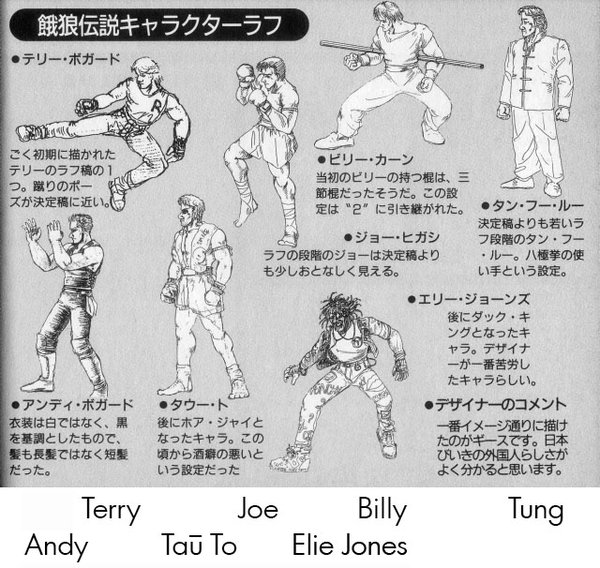 餓狼伝説キャラクターラフ
●テリー・ボガード
ごく初期に描かれた
テリーのラフ稿の1
つ。蹴りのポー
ズが決定稿に近い。
●ビリー・カーン
当初のビリーの持つ棍は、三
節棍だったそうだ。この設
定は“2”に引き継がれた。
●タン・フー・ルー
決定稿よりも若いラ
フ段階のタン・フー
・ルー。八極拳の使
い手という設定。
●ジョー・ヒガシ
ラフの段階のジョーは決定稿より
も少しおとなしく見える。
●エリー・ジョーンズ
後にダック・キ
ングとなったキ
ャラ。デザイナ
ーが一番苦労し
たキャラらしい。
●アンディ・ボガード
衣装は白ではなく、黒
を基調としたもので、
髪も長髪ではなく短髪
だった。
●タウー・ト
後にホア・ジャイと
なったキャラ。この
頃から酒癖の悪いと
いう設定だった
●デザイナーのコメント
一番イメージ通りに描け
たのがギースです。日本
びいきの外国人らしさが
よく分かると思います。
Terry Joe Billy Tung
Andy Taū To Elie Jones